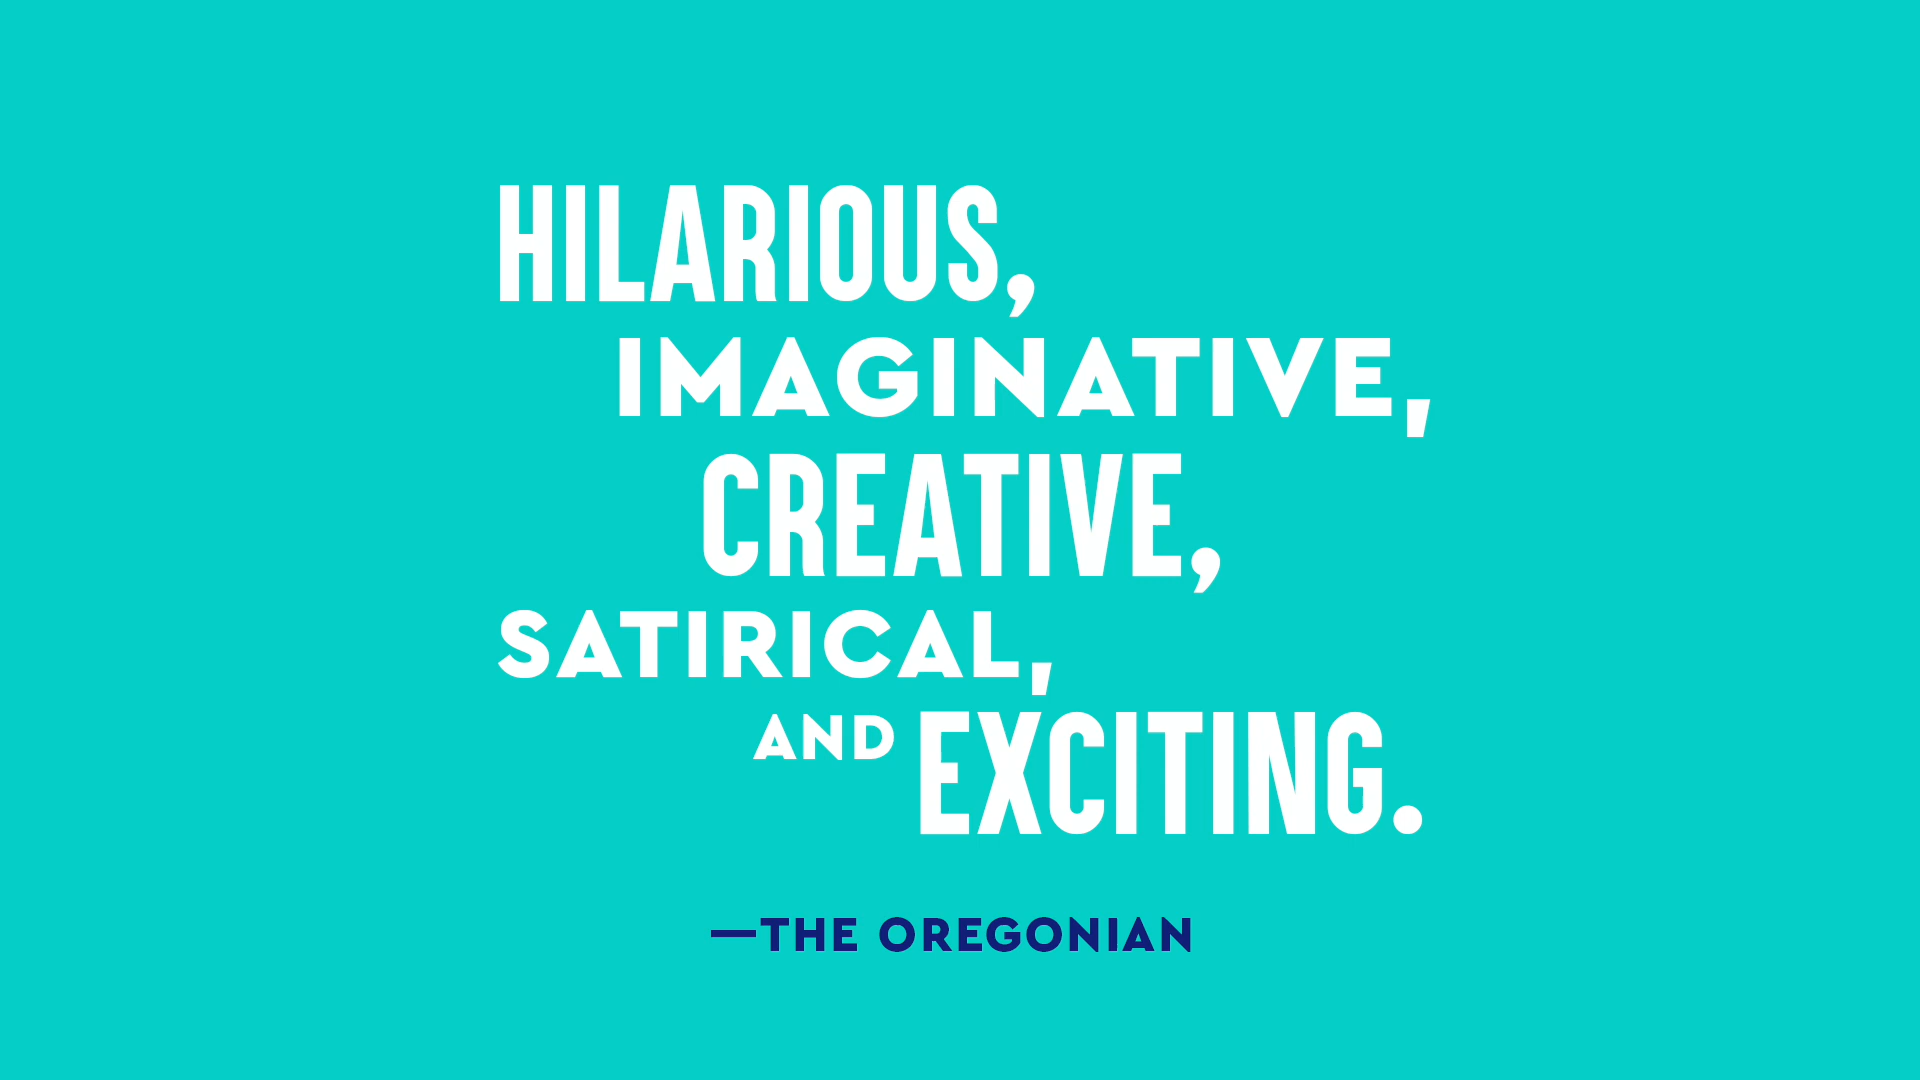 HILARIOUS,
IMAGINATIVE,
CREATIVE,
SATIRICAL,
AND EXCITING.
—THE OREGONIAN